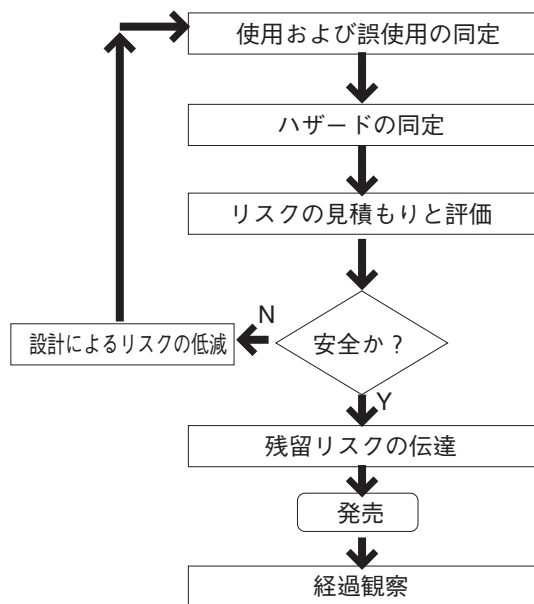 使用および誤使用の同定
ハザードの同定
リスクの見積もりと評価
N
設計によるリスクの低減
安全か？
Y
残留リスクの伝達
発売
経過観察